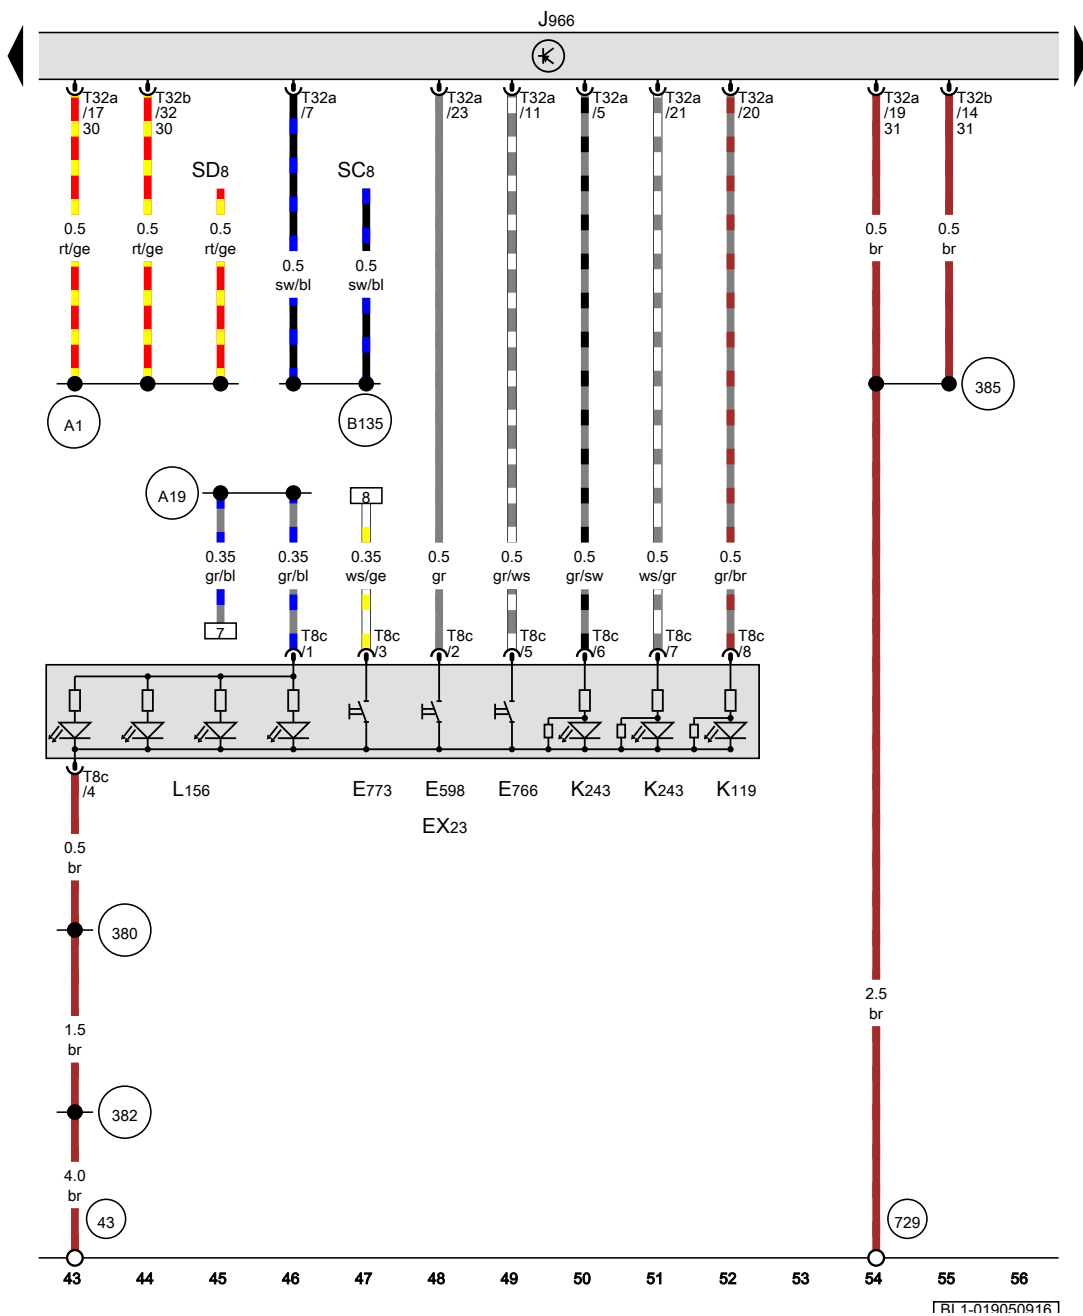 J966
T32a T32b T32a T32a T32a T32a T32a T32a T32a T32b
/17 /32 /7 /23 /11 /5 /21 /20 /19 /14
30 30 31 31
SD8 SC8
0.5 0.5 0.5 0.5 0.5
rt/ge rt/ge rt/ge br br
0.5 0.5
sw/bl sw/bl
A1 B135 385
A19 8
0.35 0.35 0.35 0.5 0.5 0.5 0.5 0.5
gr/bl gr/bl ws/ge gr gr/ws gr/sw ws/gr gr/br
7
T8c T8c T8c T8c T8c T8c T8c
/1 /3 /2 /5 /6 /7 /8
T8c
/4
L156 E773 E598 E766 K243 K243 K119
EX23
0.5
br
380
2.5
br
1.5
br
382
4.0
br
43 729
43 44 45 46 47 48 49 50 51 52 53 54 55 56
BL1-019050916